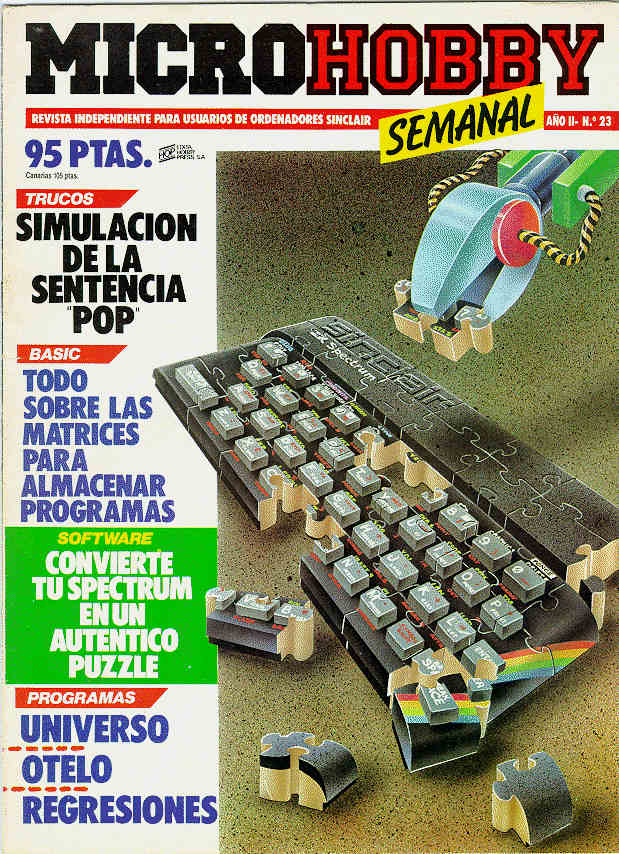 MICROHOBBY
REVISTA INDEPENDIENTE PARA USUARIOS DE ORDENADORES SINCLAIR
SEMANAL
AÑO II- N.º 23
95 PTAS.
Canarias 105 ptas.
HOBBY
PRESS, S.A.
TRUCOS
SIMULACION
DE LA
SENTENCIA
"POP"
BASIC
TODO
SOBRE LAS
MATRICES
PARA
ALMACENAR
PROGRAMAS
SOFTWARE
CONVIERTE
TU SPECTRUM
EN UN
AUTENTICO
PUZZLE
PROGRAMAS
UNIVERSO
OTELO
REGRESIONES
sinclair
ZX Spectrum
9
0
O
P
K
L
N
M
B